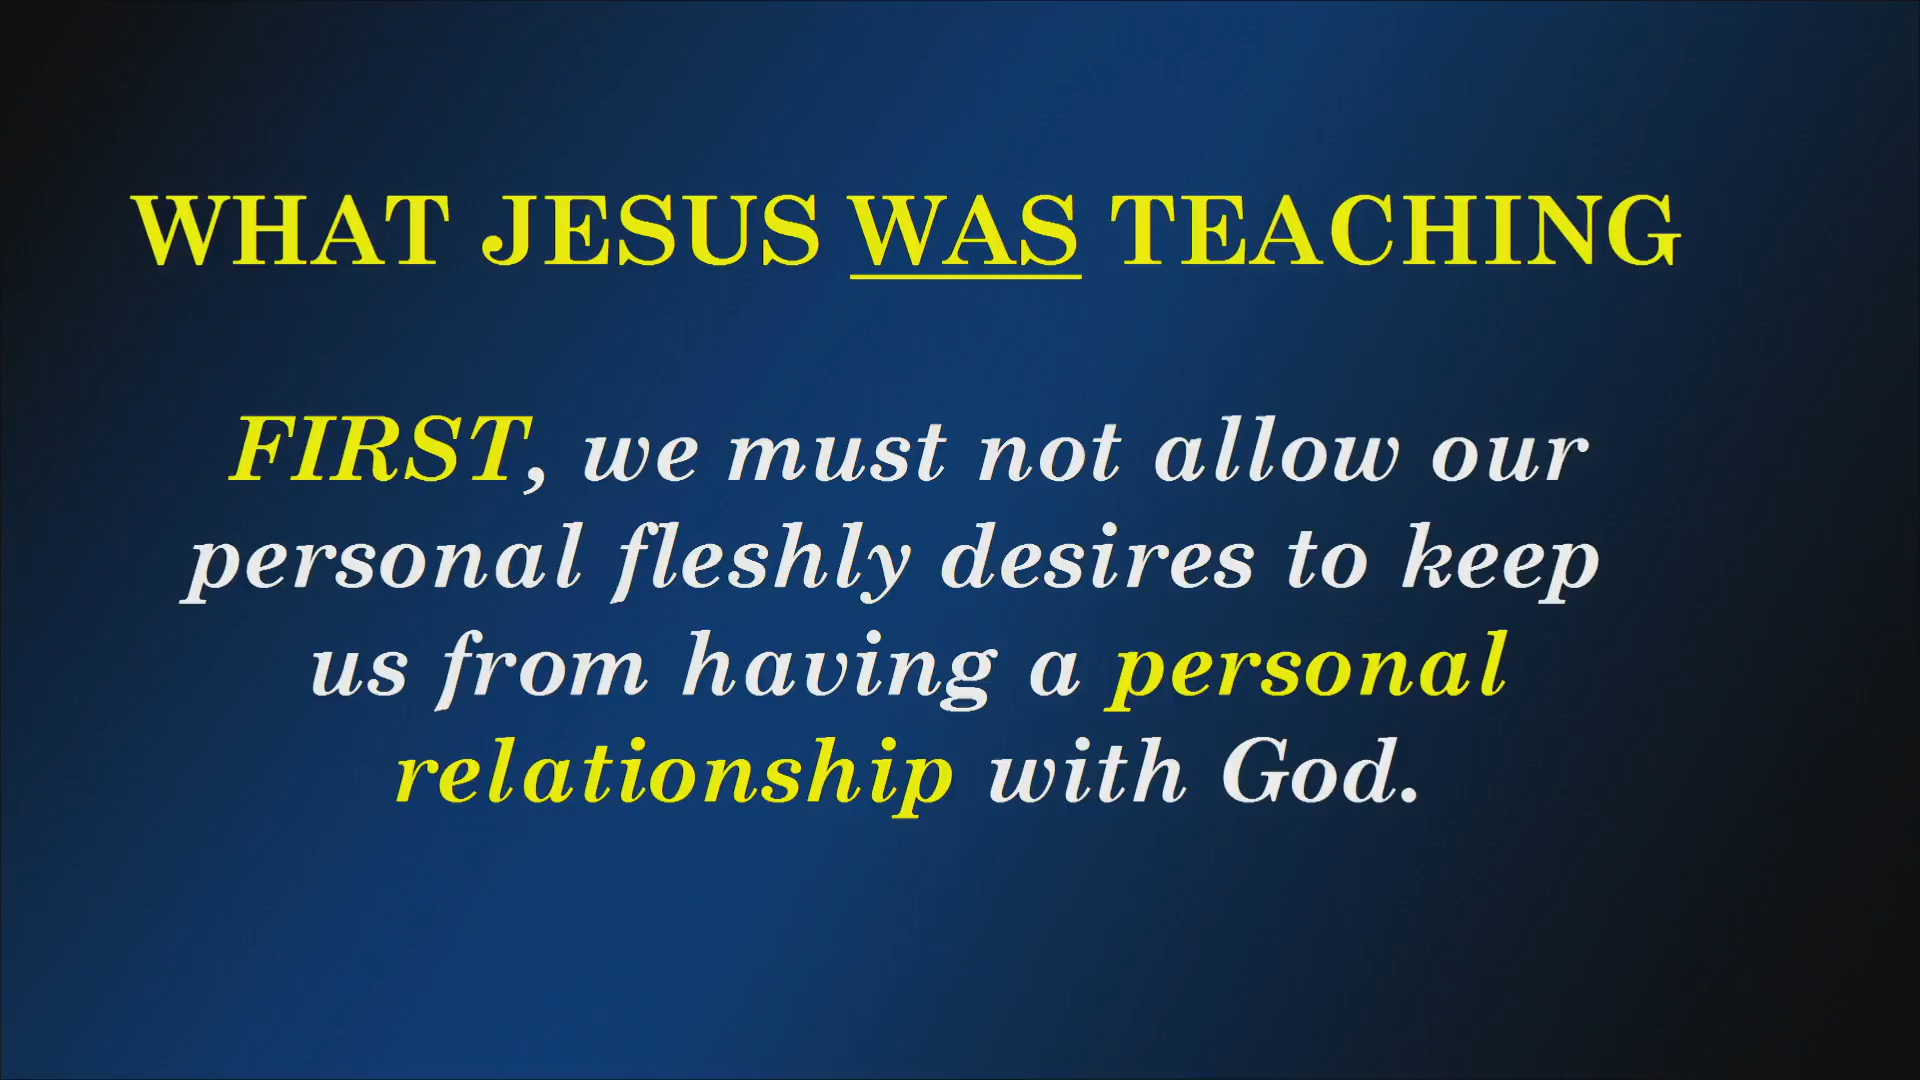 WHAT JESUS WAS TEACHING
FIRST, we must not allow our
personal fleshly desires to keep
us from having a personal
relationship with God.